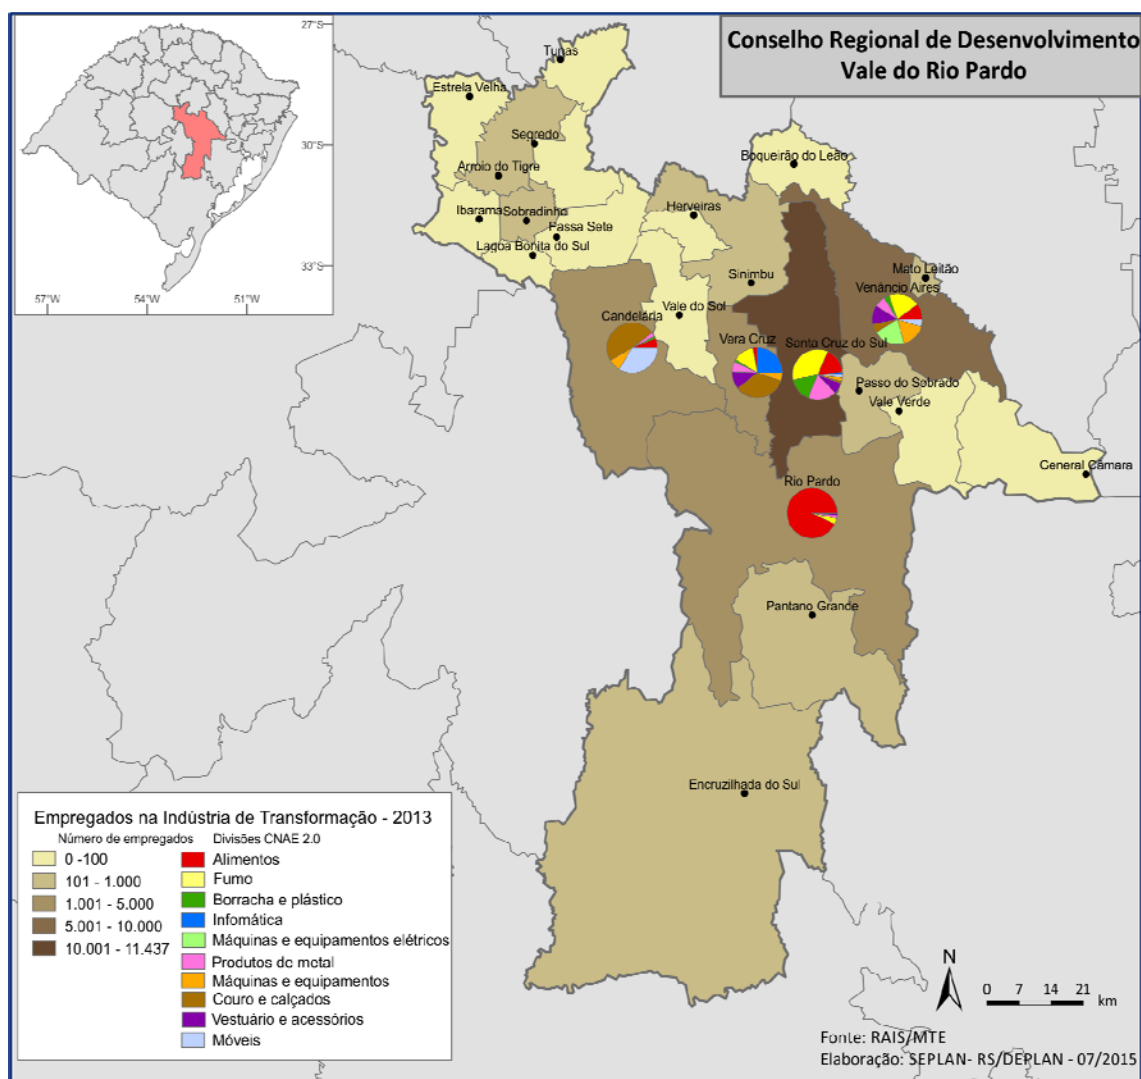 Conselho Regional de Desenvolvimento
Vale do Rio Pardo
27°S
30°S
33°S
57°W
54°W
51°W
Tunas
Estrela Velha
Segredo
Arroio do Tigre
Ibarama
Sobradinho
Passa Sete
Lagoa Bonita do Sul
Boqueirão do Leão
Herveiras
Sinimbu
Mato Leitão
Venâncio Aires
Vale do Sol
Candelária
Vera Cruz
Santa Cruz do Sul
Passo do Sobrado
Vale Verde
General Câmara
Rio Pardo
Pantano Grande
Encruzilhada do Sul
Empregados na Indústria de Transformação - 2013
Número de empregados
0 -100
101 - 1.000
1.001 - 5.000
5.001 - 10.000
10.001 - 11.437
Divisões CNAE 2.0
Alimentos
Fumo
Borracha e plástico
Infomática
Máquinas e equipamentos elétricos
Produtos de metal
Máquinas e equipamentos
Couro e calçados
Vestuário e acessórios
Móveis
N
0 7 14 21
km
Fonte: RAIS/MTE
Elaboração: SEPLAN- RS/DEPLAN - 07/2015